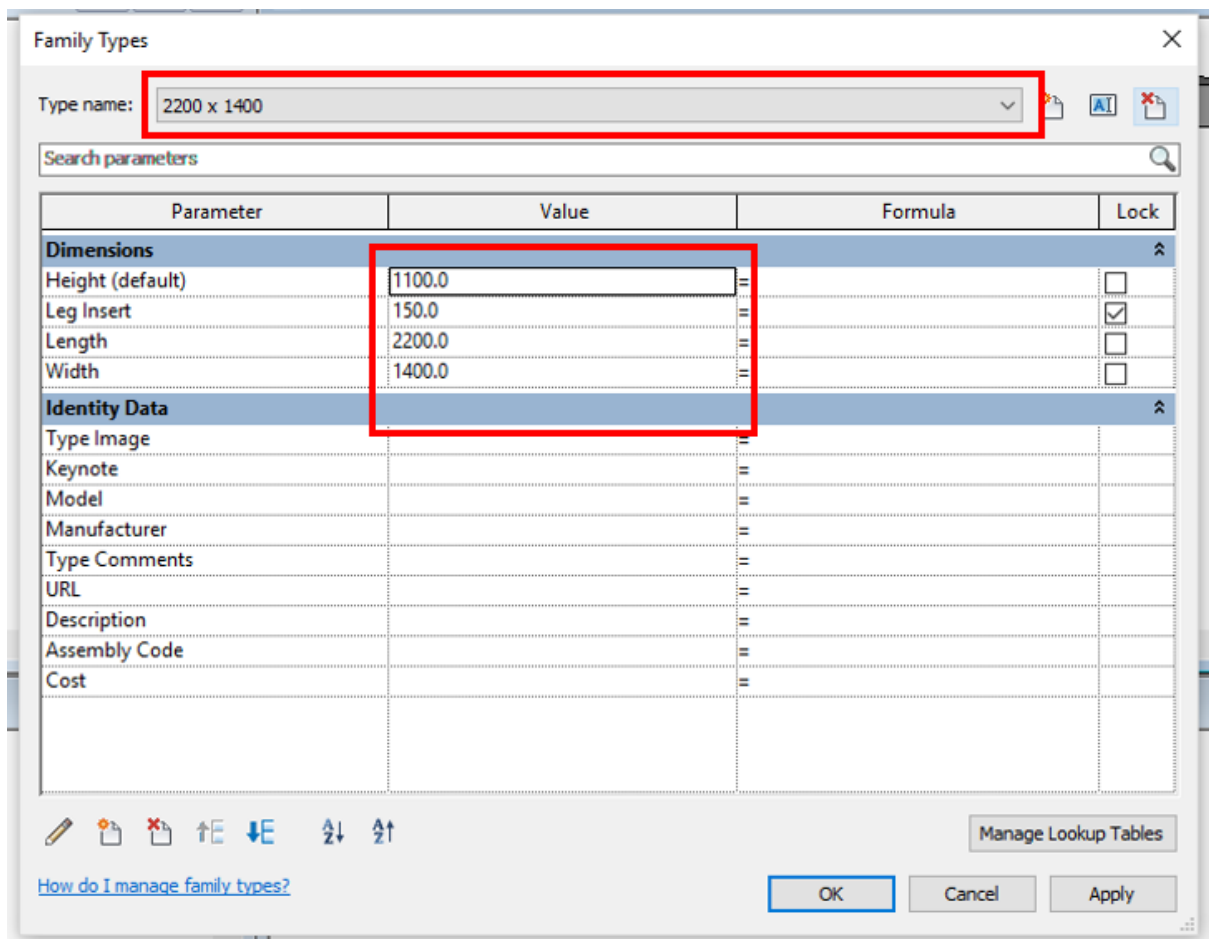 Family Types
Type name: 2200 x 1400
Search parameters
Parameter Value Formula Lock
Dimensions
Height (default) 1100.0 =
Leg Insert 150.0 =
Length 2200.0 =
Width 1400.0 =
Identity Data
Type Image =
Keynote =
Model =
Manufacturer =
Type Comments =
URL =
Description =
Assembly Code =
Cost =
Manage Lookup Tables
How do I manage family types?
OK Cancel Apply